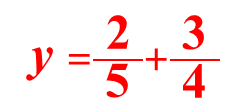 y = 2/5 + 3/4